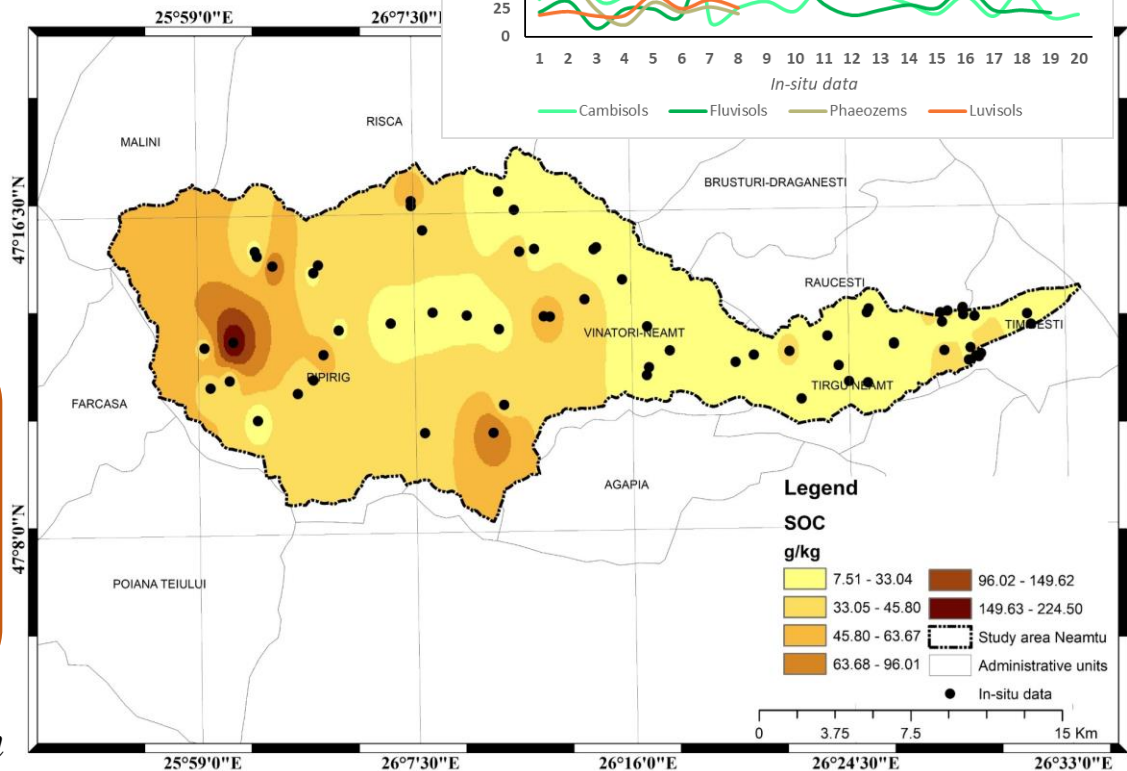 25
0
1 2 3 4 5 6 7 8 9 10 11 12 13 14 15 16 17 18 19 20
In-situ data
Cambisols Fluvisols Phaeozems Luvisols
25°59'0"E 26°7'30"E
47°16'30"N
47°8'0"N
RISCA
MALINI
BRUSTURI-DRAGANESTI
RAUCESTI
VINATORI-NEAMT
PIPIRIG
TIRGU NEAMT
FARCASA
AGAPIA
POIANA TEIULUI
Legend
SOC
g/kg
7.51 - 33.04
33.05 - 45.80
45.80 - 63.67
63.68 - 96.01
96.02 - 149.62
149.63 - 224.50
Study area Neamtu
Administrative units
In-situ data
0 3.75 7.5 15 Km
25°59'0"E 26°7'30"E 26°16'0"E 26°24'30"E 26°33'0"E